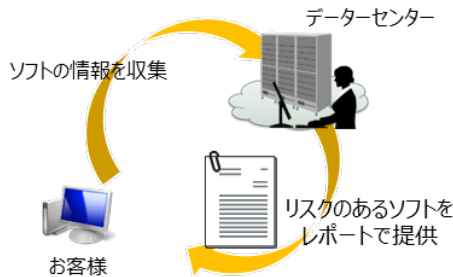 データーセンター
ソフトの情報を収集
リスクのあるソフトを
レポートで提供
お客様